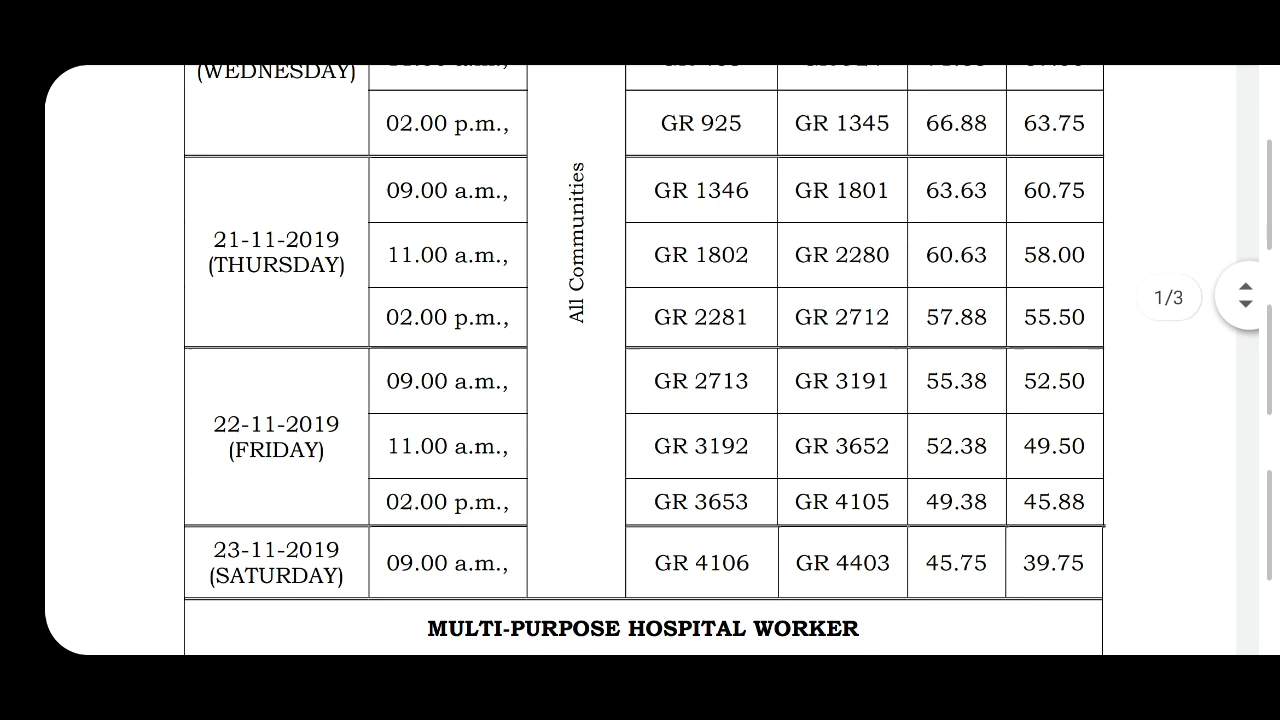 (WEDNESDAY)
02.00 p.m., GR 925 GR 1345 66.88 63.75
All Communities
21-11-2019
(THURSDAY)
09.00 a.m., GR 1346 GR 1801 63.63 60.75
11.00 a.m., GR 1802 GR 2280 60.63 58.00
02.00 p.m., GR 2281 GR 2712 57.88 55.50
22-11-2019
(FRIDAY)
09.00 a.m., GR 2713 GR 3191 55.38 52.50
11.00 a.m., GR 3192 GR 3652 52.38 49.50
02.00 p.m., GR 3653 GR 4105 49.38 45.88
23-11-2019
(SATURDAY)
09.00 a.m., GR 4106 GR 4403 45.75 39.75
MULTI-PURPOSE HOSPITAL WORKER
1/3